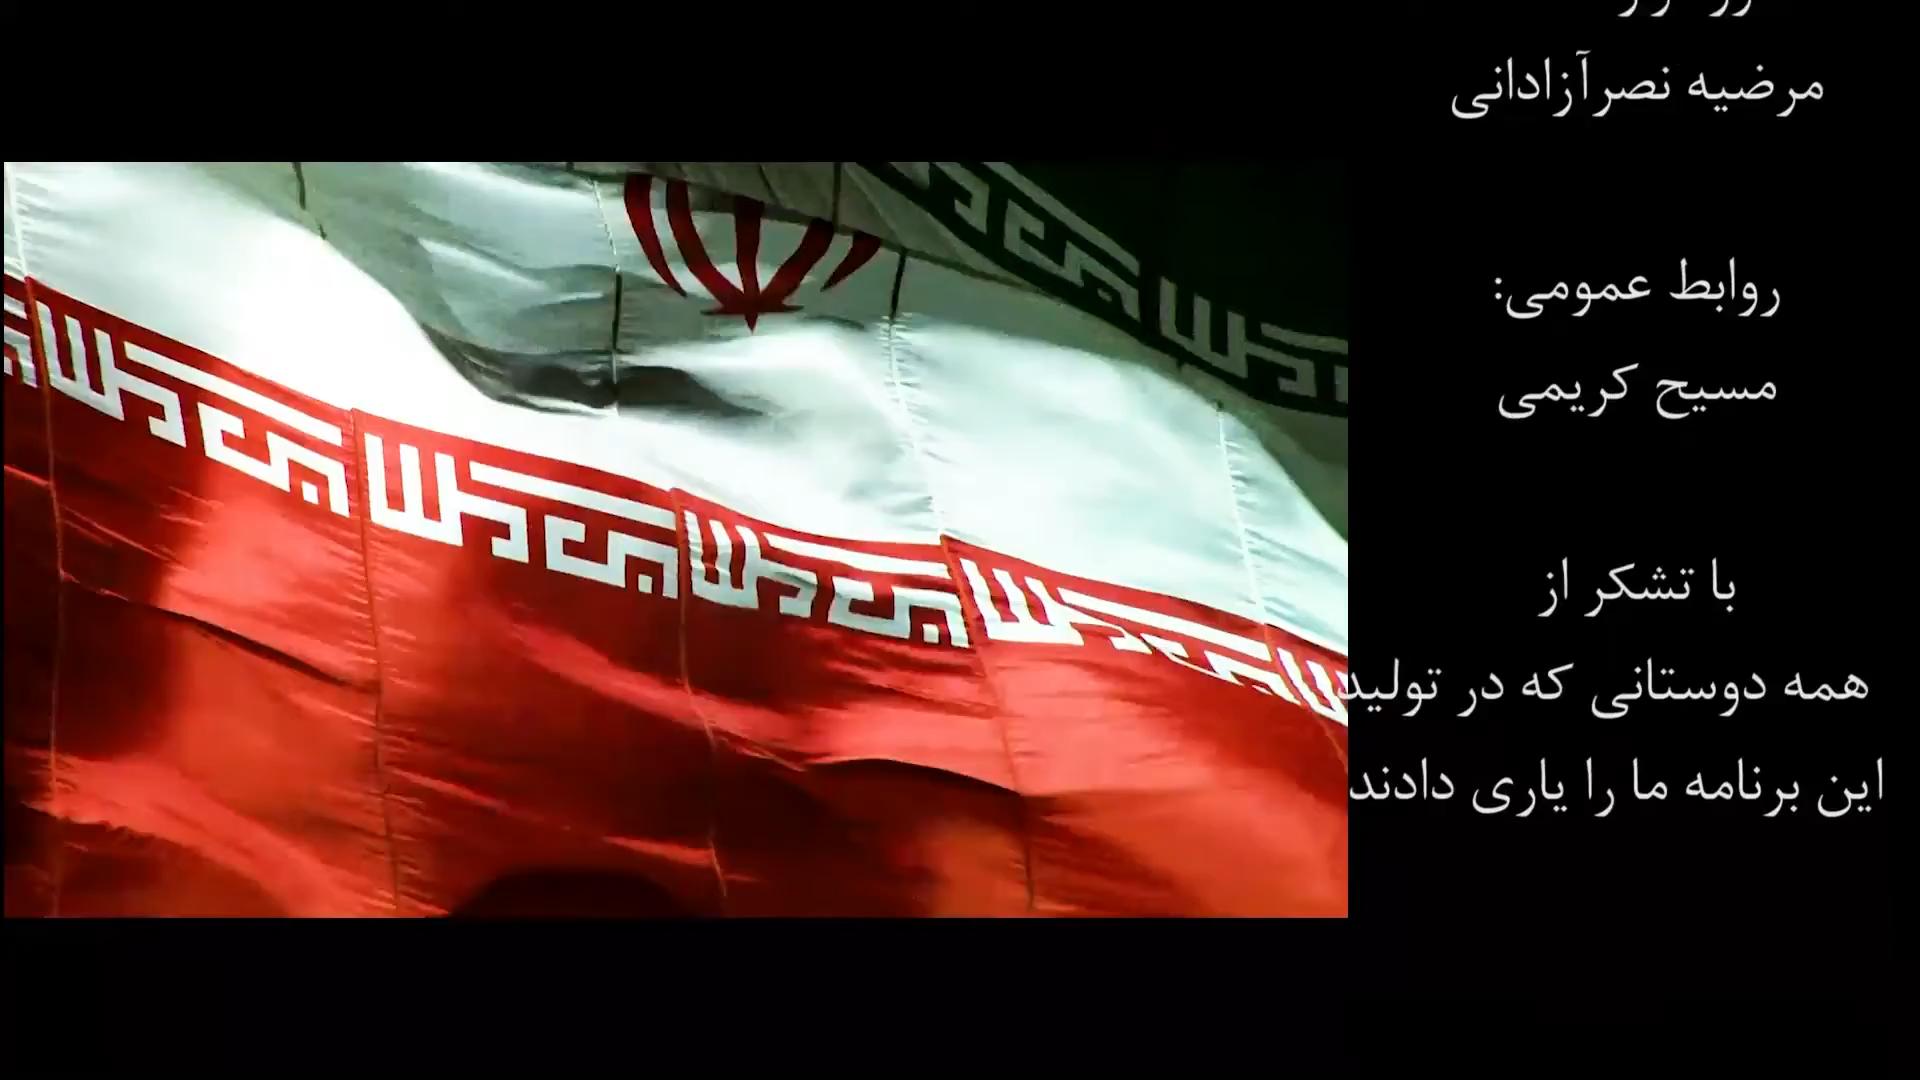 مرضیه نصرآزادانی
روابط عمومی:
مسیح کریمی
با تشکر از
همه دوستانی که در تولید
این برنامه ما را یاری دادند